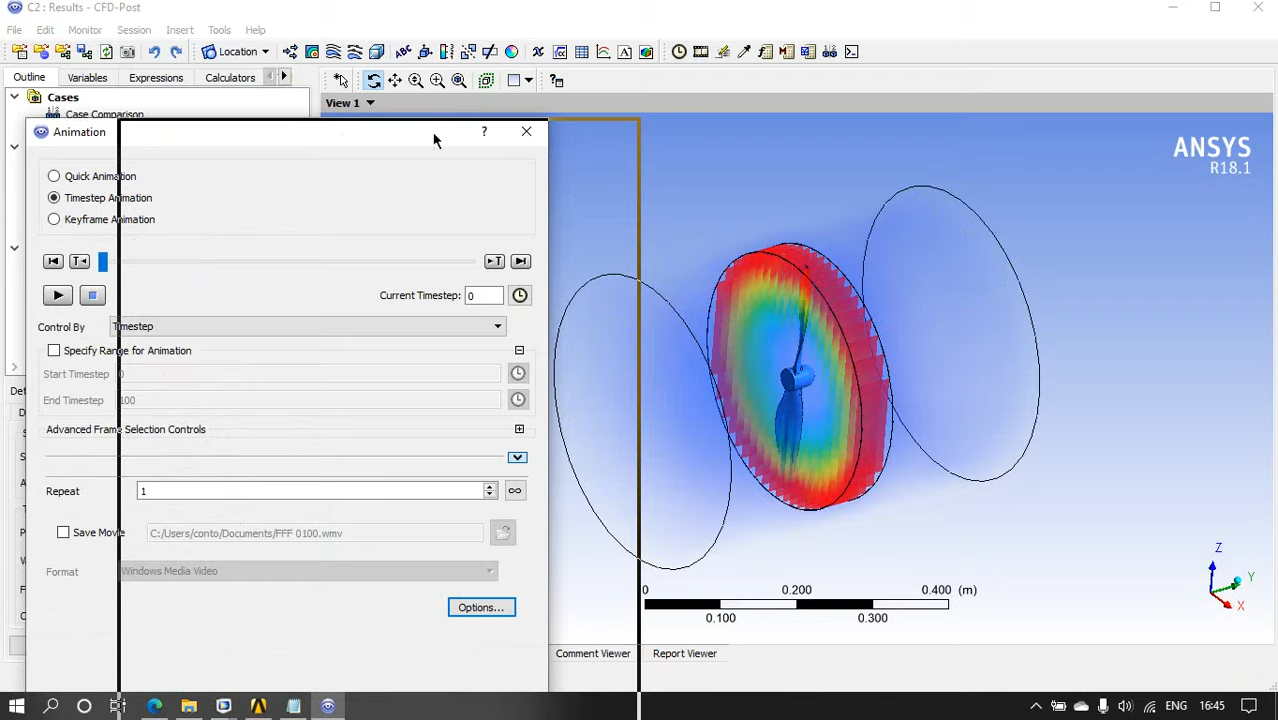 C2 : Results - CFD-Post
File Edit Monitor Session Insert Tools Help
Location
Outline Variables Expressions Calculators
View 1
Cases
Case Comparison
Animation
?
Quick Animation
Timestep Animation
Keyframe Animation
Current Timestep: 0
Control By Timestep
Specify Range for Animation
Start Timestep 0
End Timestep 100
Advanced Frame Selection Controls
Repeat 1
Save Movie C:/Users/conto/Documents/FFF 0100.wmv
Format Windows Media Video
Options...
ANSYS
R18.1
0 0.200 0.400 (m)
0.100 0.300
Z
Y
X
Comment Viewer Report Viewer
ENG 16:45